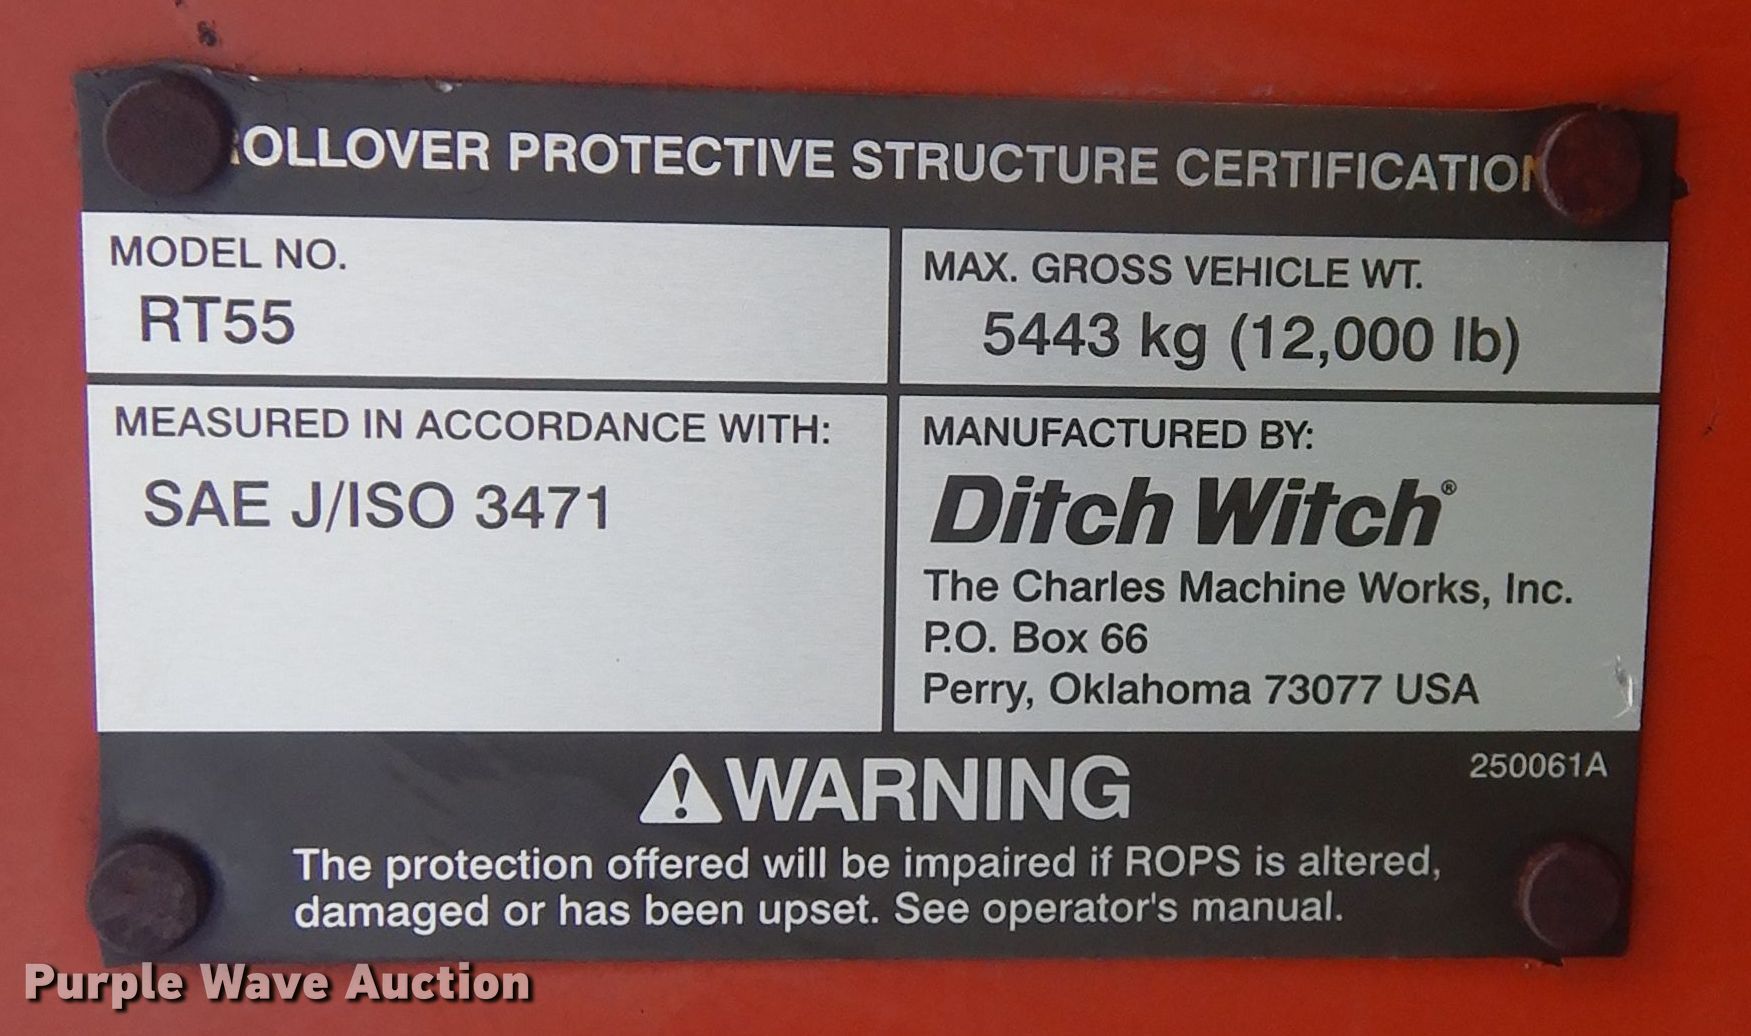 ROLLOVER PROTECTIVE STRUCTURE CERTIFICATION
MODEL NO.
RT55
MAX. GROSS VEHICLE WT.
5443 kg (12,000 lb)
MEASURED IN ACCORDANCE WITH:
SAE J/ISO 3471
MANUFACTURED BY:
Ditch Witch®
The Charles Machine Works, Inc.
P.O. Box 66
Perry, Oklahoma 73077 USA
WARNING
250061A
The protection offered will be impaired if ROPS is altered,
damaged or has been upset. See operator's manual.
Purple Wave Auction